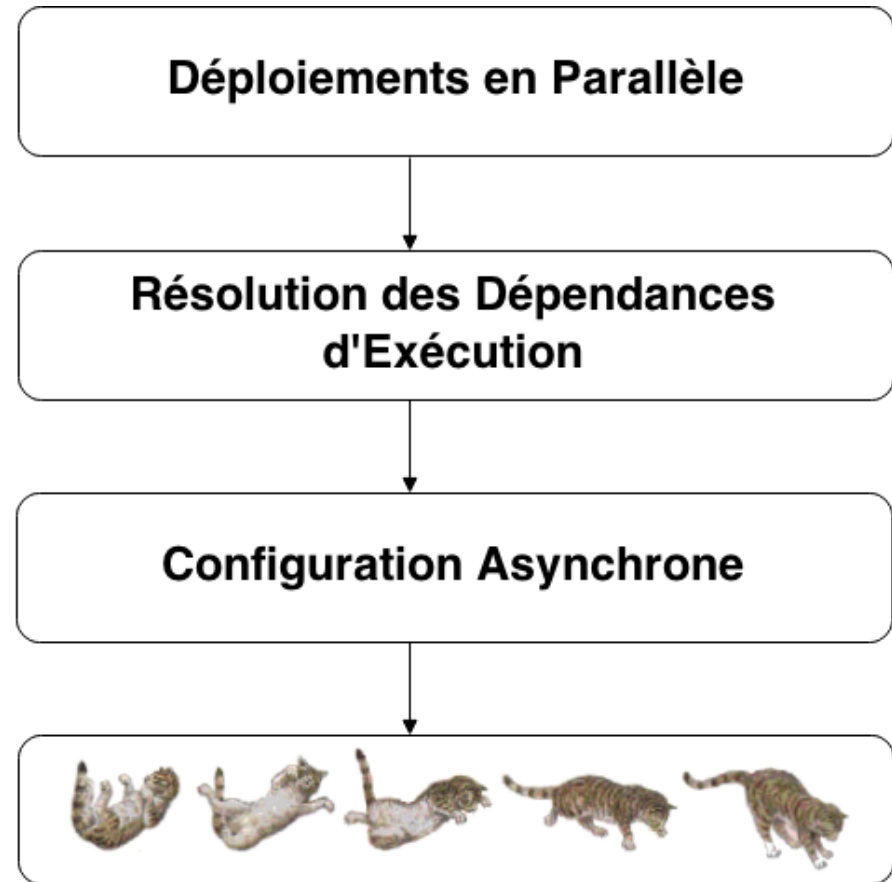 Déploiements en Parallèle
Résolution des Dépendances
d'Exécution
Configuration Asynchrone